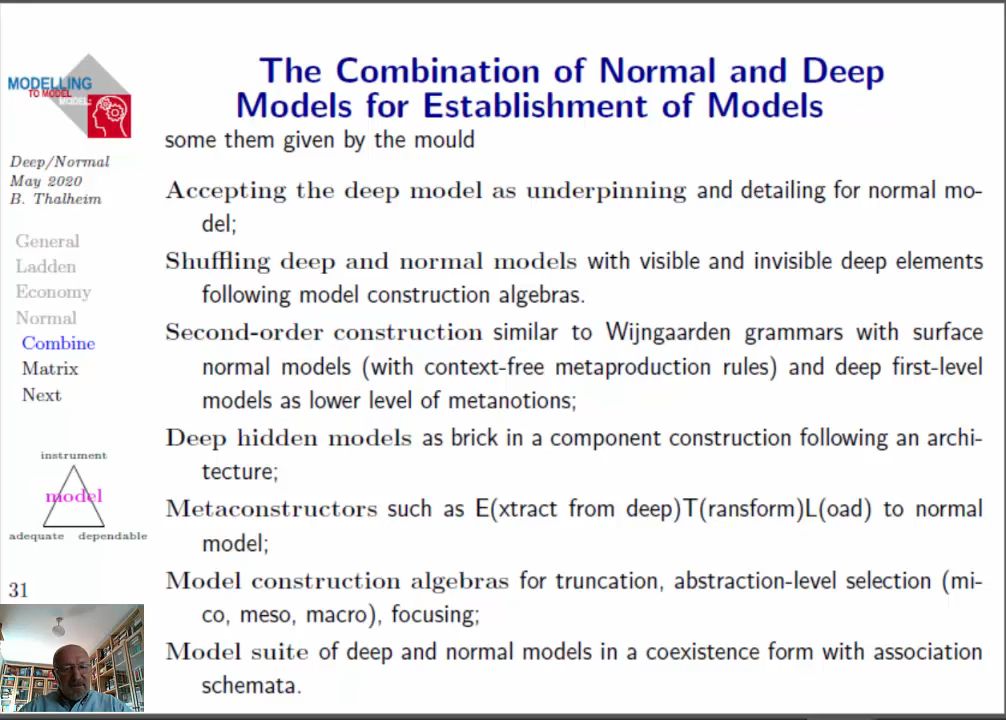 MODELLING
TO MODEL
MODEL:
The Combination of Normal and Deep
Models for Establishment of Models
some them given by the mould
Deep/Normal
May 2020
B. Thalheim
General
Ladden
Economy
Normal
Combine
Matrix
Next
instrument
model
adequate dependable
31
Accepting the deep model as underpinning and detailing for normal mo-
del;
Shuffling deep and normal models with visible and invisible deep elements
following model construction algebras.
Second-order construction similar to Wijngaarden grammars with surface
normal models (with context-free metaproduction rules) and deep first-level
models as lower level of metanotions;
Deep hidden models as brick in a component construction following an archi-
tecture;
Metaconstructors such as E(xtract from deep)T(ransform)L(oad) to normal
model;
Model construction algebras for truncation, abstraction-level selection (mi-
co, meso, macro), focusing;
Model suite of deep and normal models in a coexistence form with association
schemata.